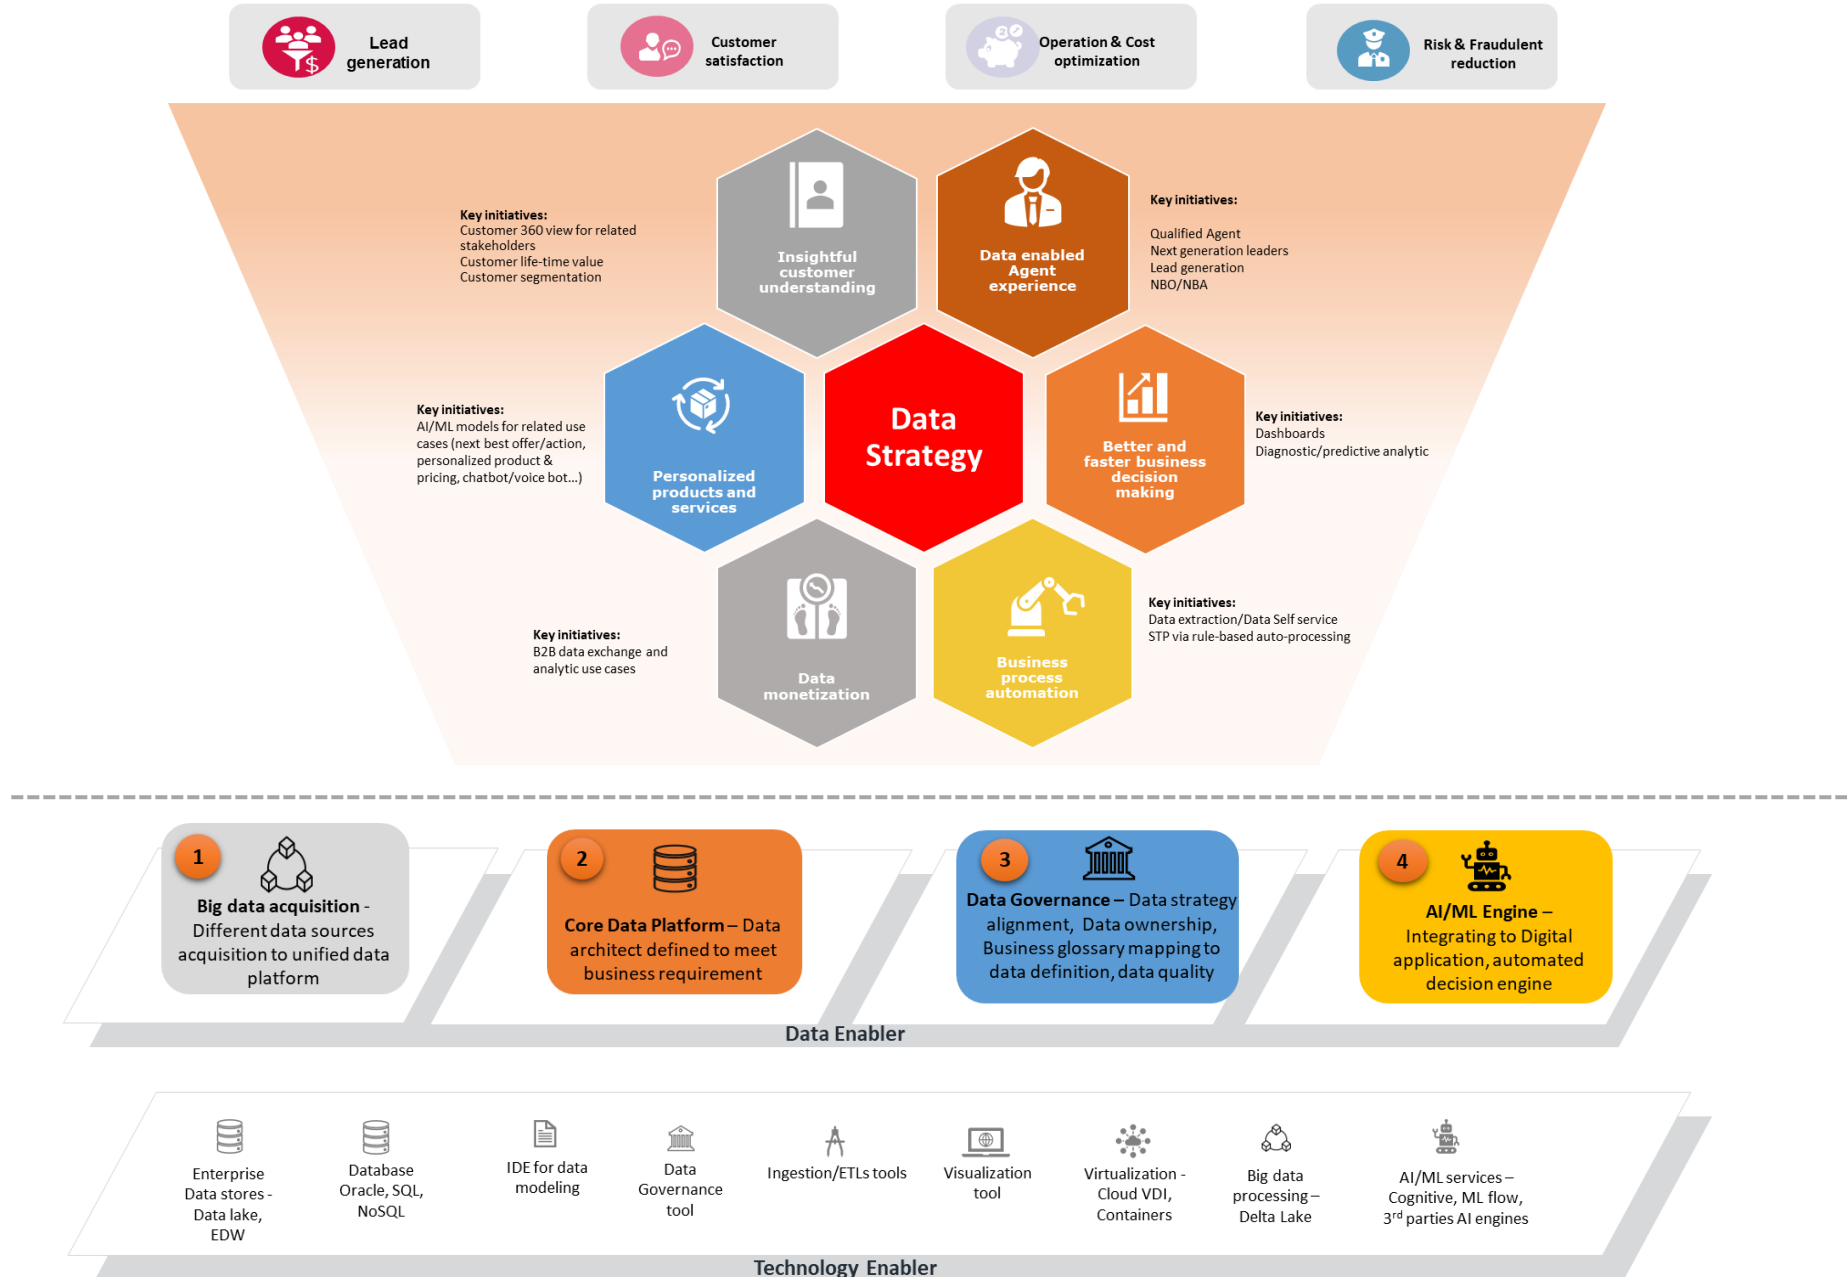 Lead
generation
Customer
satisfaction
Operation & Cost
optimization
Risk & Fraudulent
reduction
Key initiatives:
Customer 360 view for related
stakeholders
Customer life-time value
Customer segmentation
Insightful
customer
understanding
Data enabled
Agent
experience
Key initiatives:
Qualified Agent
Next generation leaders
Lead generation
NBO/NBA
Key initiatives:
AI/ML models for related use
cases (next best offer/action,
personalized product &
pricing, chatbot/voice bot...)
Personalized
products and
services
Data
Strategy
Better and
faster business
decision
making
Key initiatives:
Dashboards
Diagnostic/predictive analytic
Key initiatives:
B2B data exchange and
analytic use cases
Data
monetization
Business
process
automation
Key initiatives:
Data extraction/Data Self service
STP via rule-based auto-processing
1
Big data acquisition -
Different data sources
acquisition to unified data
platform
2
Core Data Platform – Data
architect defined to meet
business requirement
3
Data Governance – Data strategy
alignment, Data ownership,
Business glossary mapping to
data definition, data quality
4
AI/ML Engine –
Integrating to Digital
application, automated
decision engine
Data Enabler
Enterprise
Data stores -
Data lake,
EDW
Database
Oracle, SQL,
NoSQL
IDE for data
modeling
Data
Governance
tool
Ingestion/ETLs tools
Visualization
tool
Virtualization -
Cloud VDI,
Containers
Big data
processing –
Delta Lake
AI/ML services –
Cognitive, ML flow,
3rd parties AI engines
Technology Enabler